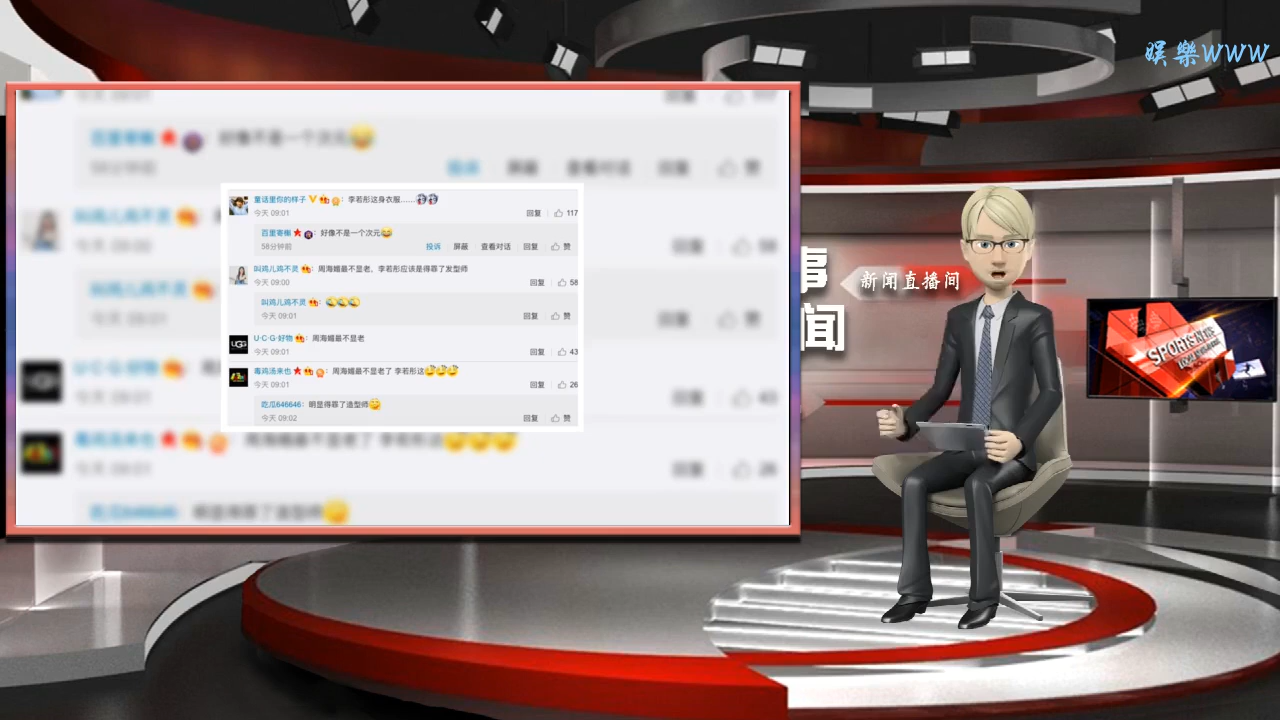 娱樂WWW
童话里你的样子：李若彤这身衣服……
今天 09:01
回复 117
百里寄槲：好像不是一个次元
58分钟前
投诉 屏蔽 查看对话 回复 赞
叫鸡儿鸡不灵：周海媚最不显老，李若彤应该是得罪了发型师
今天 09:00
回复 58
叫鸡儿鸡不灵：
今天 09:01
回复 赞
U·C·G·好物：周海媚最不显老
今天 09:01
回复 43
毒鸡汤来也：周海媚最不显老了 李若彤这
今天 09:01
回复 26
吃瓜646646：明显得罪了造型师
今天 09:02
回复 赞
事
闻
新闻直播间
SPORTS